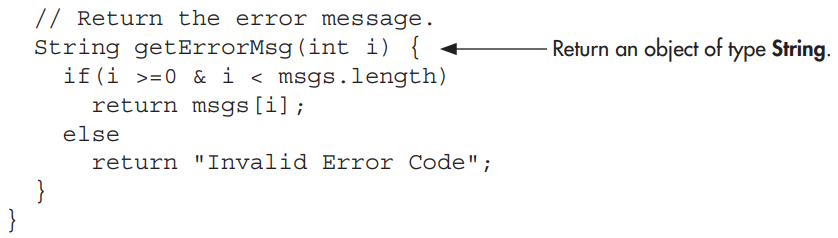 // Return the error message.
String getErrorMsg(int i) { Return an object of type String.
if(i >=0 & i < msgs.length)
return msgs[i];
else
return "Invalid Error Code";
}
}